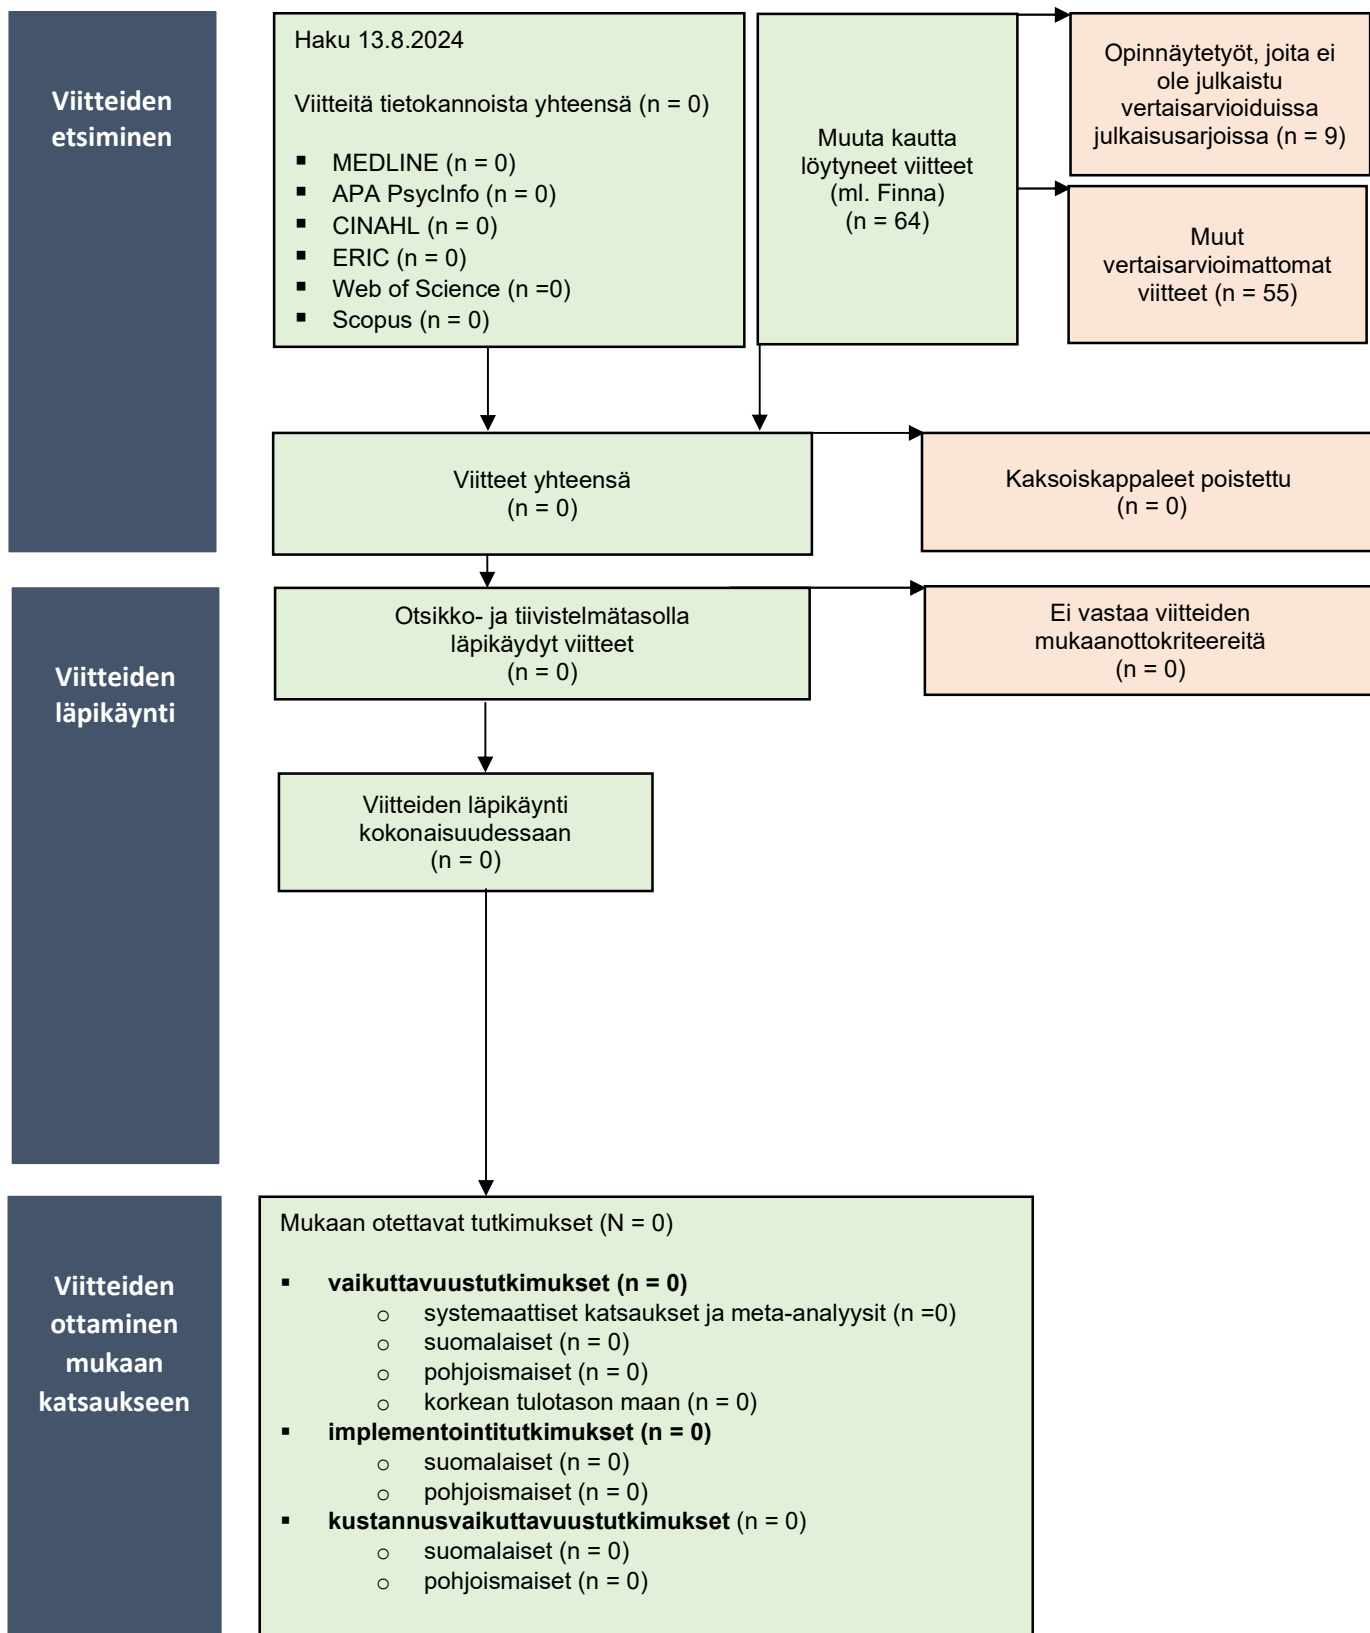 Viitteiden
etsiminen
Haku 13.8.2024
Viitteitä tietokannoista yhteensä (n = 0)
▪ MEDLINE (n = 0)
▪ APA PsycInfo (n = 0)
▪ CINAHL (n = 0)
▪ ERIC (n = 0)
▪ Web of Science (n =0)
▪ Scopus (n = 0)
Muuta kautta
löytyneet viitteet
(ml. Finna)
(n = 64)
Opinnäytetyöt, joita ei
ole julkaistu
vertaisarvioiduissa
julkaisusarjoissa (n = 9)
Muut
vertaisarvioimattomat
viitteet (n = 55)
Viitteet yhteensä
(n = 0)
Kaksoiskappaleet poistettu
(n = 0)
Viitteiden
läpikäynti
Otsikko- ja tiivistelmätasolla
läpikäydyt viitteet
(n = 0)
Ei vastaa viitteiden
mukaanottokriteereitä
(n = 0)
Viitteiden läpikäynti
kokonaisuudessaan
(n = 0)
Viitteiden
ottaminen
mukaan
katsaukseen
Mukaan otettavat tutkimukset (N = 0)
▪ vaikuttavuustutkimukset (n = 0)
o systemaattiset katsaukset ja meta-analyysit (n =0)
o suomalaiset (n = 0)
o pohjoismaiset (n = 0)
o korkean tulotason maan (n = 0)
▪ implementointitutkimukset (n = 0)
o suomalaiset (n = 0)
o pohjoismaiset (n = 0)
▪ kustannusvaikuttavuustutkimukset (n = 0)
o suomalaiset (n = 0)
o pohjoismaiset (n = 0)